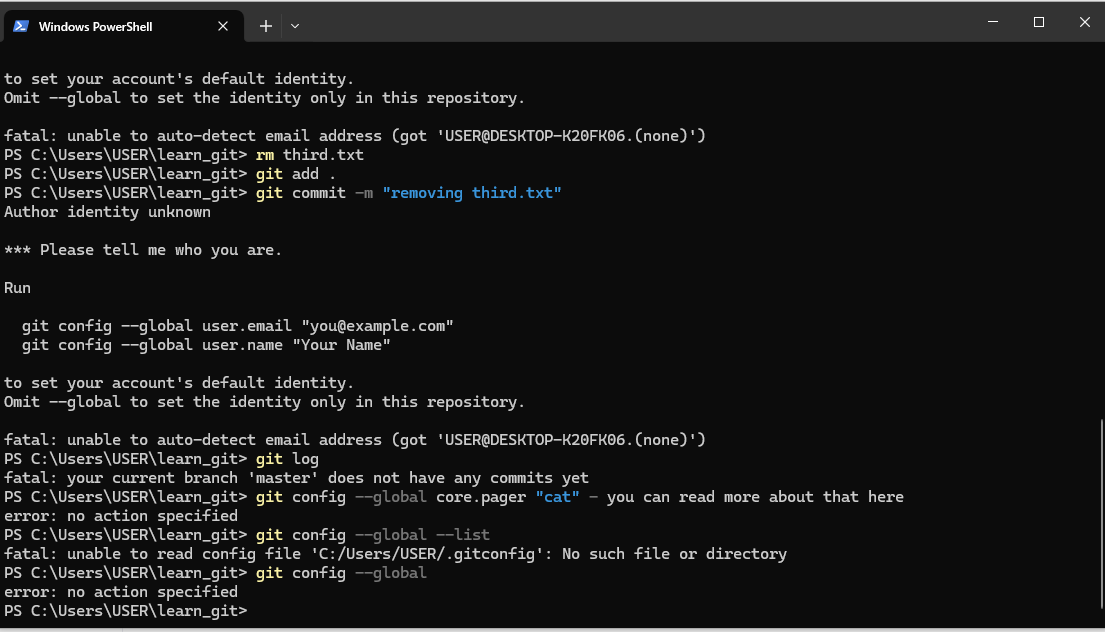 Windows PowerShell
to set your account's default identity.
Omit --global to set the identity only in this repository.
fatal: unable to auto-detect email address (got 'USER@DESKTOP-K20FK06.(none)')
PS C:\Users\USER\learn_git> rm third.txt
PS C:\Users\USER\learn_git> git add .
PS C:\Users\USER\learn_git> git commit -m "removing third.txt"
Author identity unknown
*** Please tell me who you are.
Run
  git config --global user.email "you@example.com"
  git config --global user.name "Your Name"
to set your account's default identity.
Omit --global to set the identity only in this repository.
fatal: unable to auto-detect email address (got 'USER@DESKTOP-K20FK06.(none)')
PS C:\Users\USER\learn_git> git log
fatal: your current branch 'master' does not have any commits yet
PS C:\Users\USER\learn_git> git config --global core.pager "cat" - you can read more about that here
error: no action specified
PS C:\Users\USER\learn_git> git config --global --list
fatal: unable to read config file 'C:/Users/USER/.gitconfig': No such file or directory
PS C:\Users\USER\learn_git> git config --global
error: no action specified
PS C:\Users\USER\learn_git>